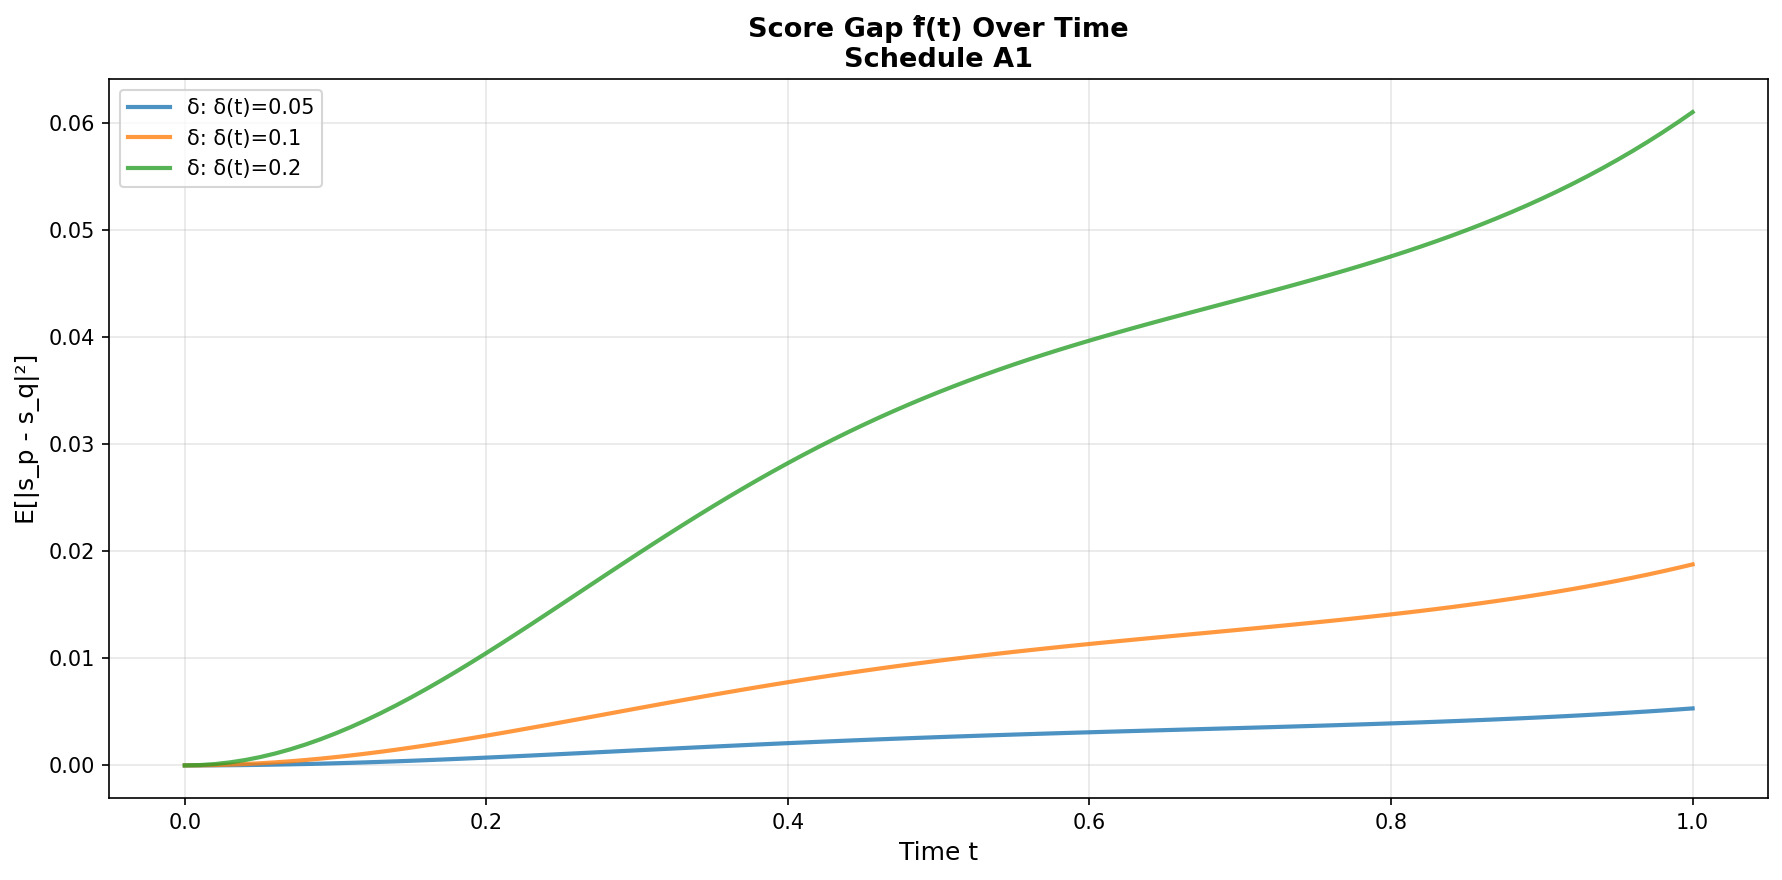 Score Gap f̂(t) Over Time
Schedule A1
δ: δ(t)=0.05
δ: δ(t)=0.1
δ: δ(t)=0.2
E[|s_p - s_q|²]
0.06
0.05
0.04
0.03
0.02
0.01
0.00
0.0 0.2 0.4 0.6 0.8 1.0
Time t